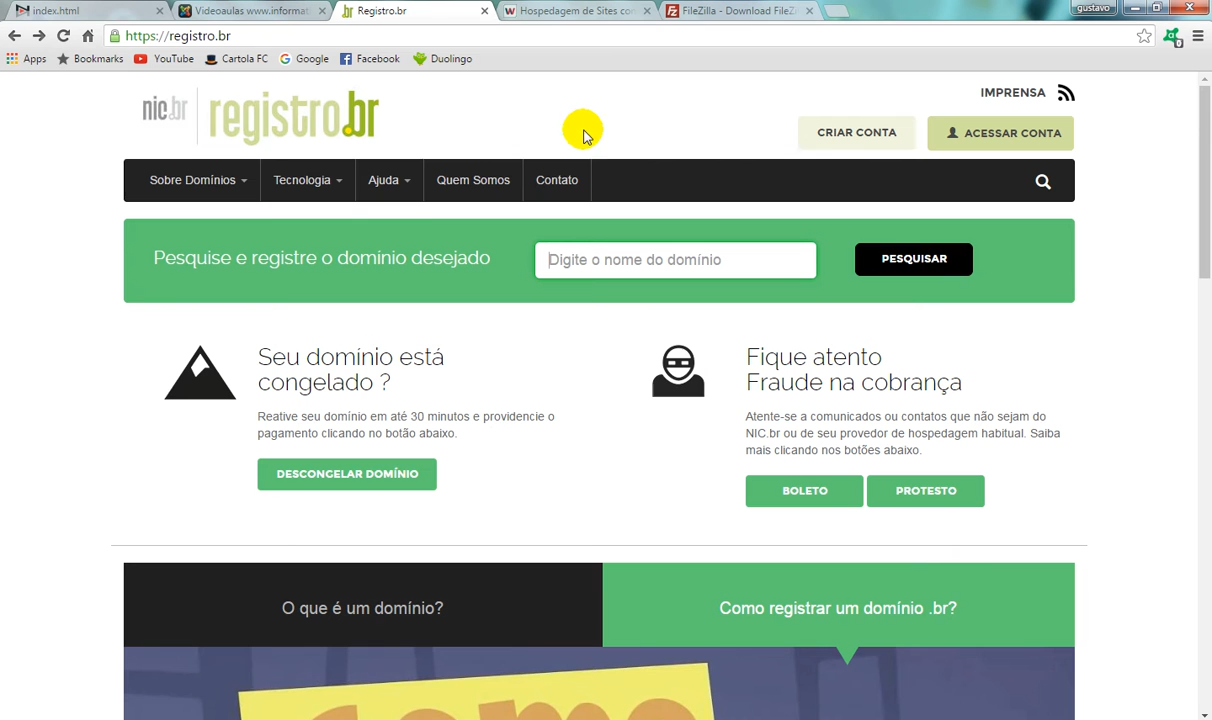 index.html
Videoaulas www.informat
Registro.br
Hospedagem de Sites con
FileZilla - Download FileZi
gustavo
https://registro.br
Apps
Bookmarks
YouTube
Cartola FC
Google
Facebook
Duolingo
nic.br
registro.br
IMPRENSA
CRIAR CONTA
ACESSAR CONTA
Sobre Domínios
Tecnologia
Ajuda
Quem Somos
Contato
Pesquise e registre o domínio desejado
Digite o nome do domínio
PESQUISAR
Seu domínio está
congelado ?
Reative seu domínio em até 30 minutos e providencie o
pagamento clicando no botão abaixo.
DESCONGELAR DOMÍNIO
Fique atento
Fraude na cobrança
Atente-se a comunicados ou contatos que não sejam do
NIC.br ou de seu provedor de hospedagem habitual. Saiba
mais clicando nos botões abaixo.
BOLETO
PROTESTO
O que é um domínio?
Como registrar um domínio .br?